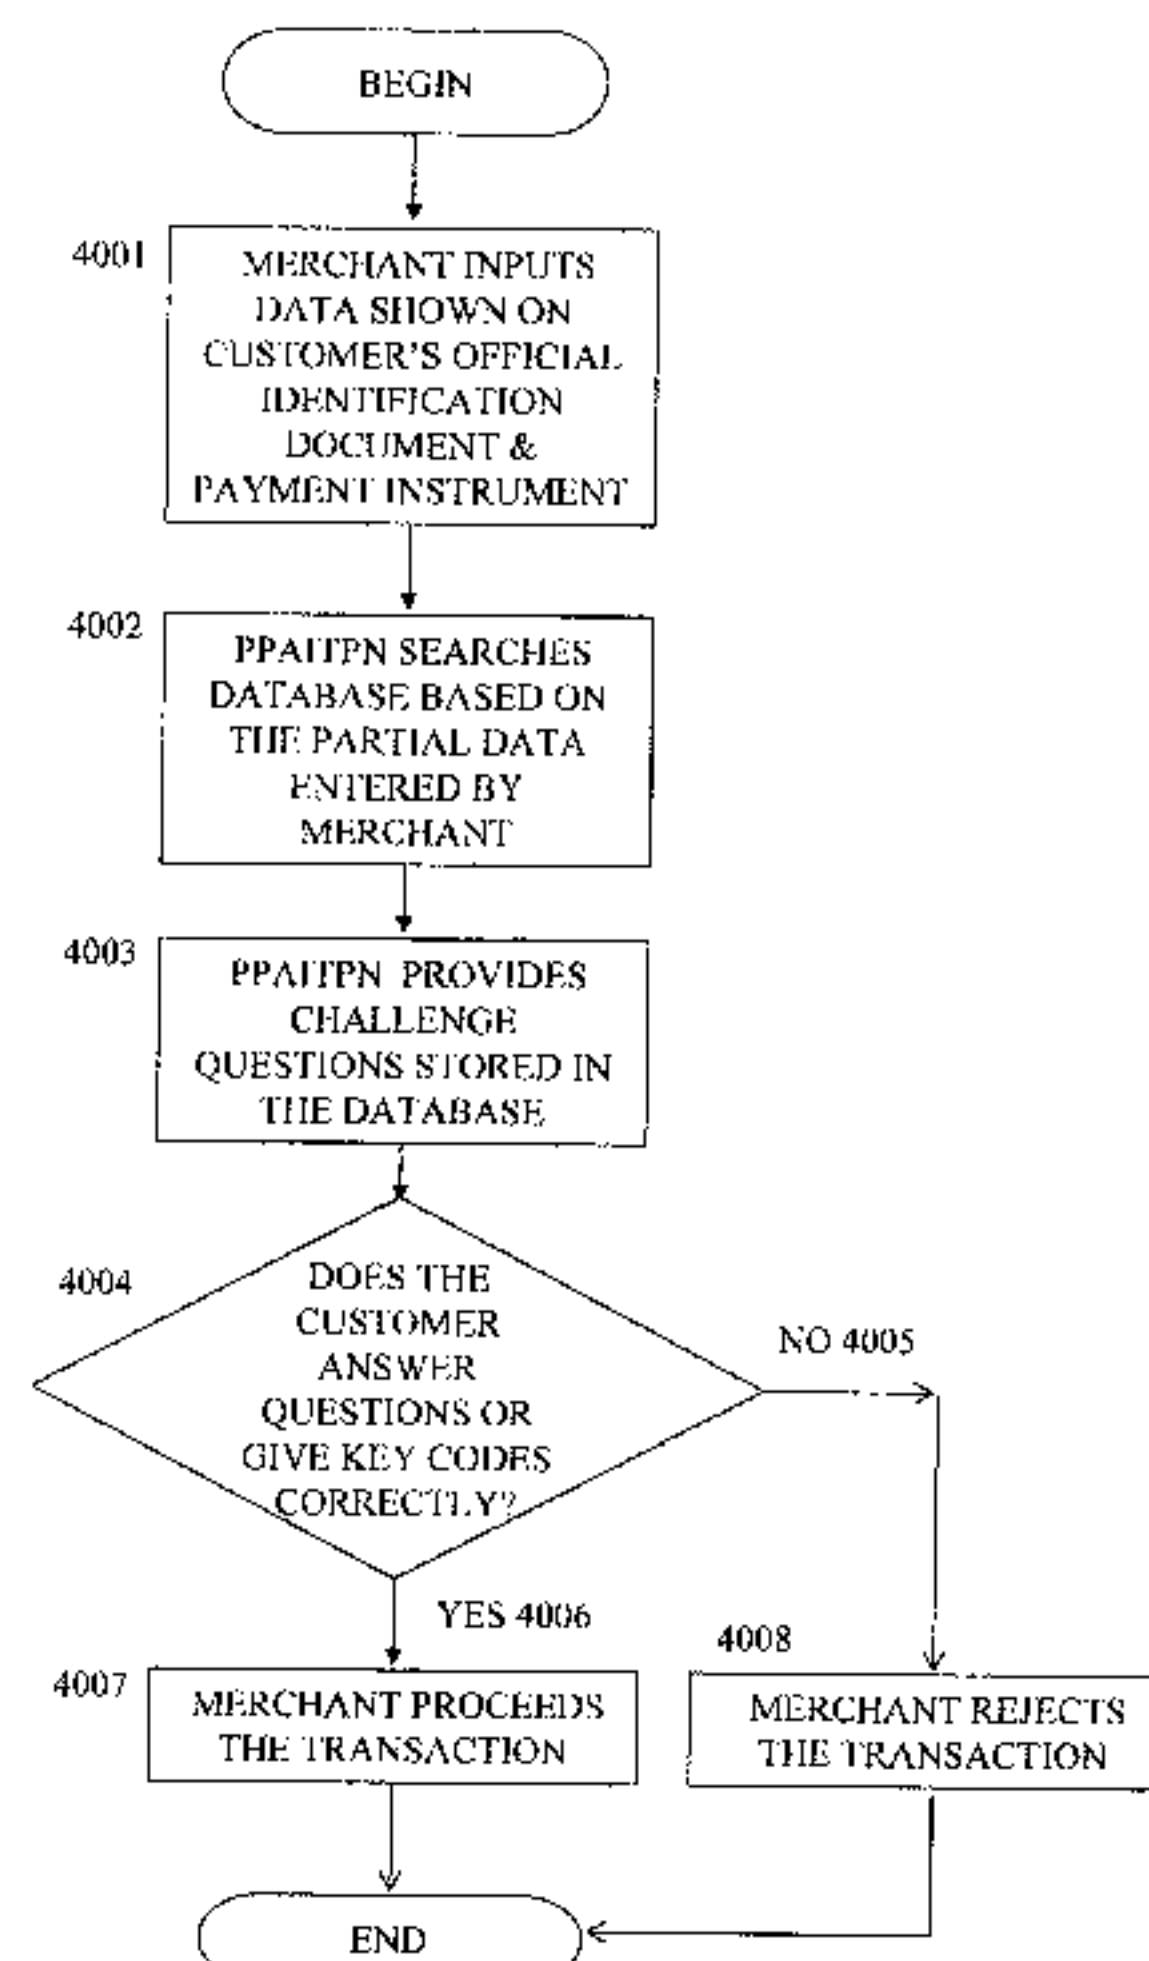 BEGIN
4001
MERCHANT INPUTS
DATA SHOWN ON
CUSTOMER'S OFFICIAL
IDENTIFICATION
DOCUMENT &
PAYMENT INSTRUMENT
4002
PPAITPN SEARCHES
DATABASE BASED ON
THE PARTIAL DATA
ENTERED BY
MERCHANT
4003
PPAITPN PROVIDES
CHALLENGE
QUESTIONS STORED IN
THE DATABASE
4004
DOES THE
CUSTOMER
ANSWER
QUESTIONS OR
GIVE KEY CODES
CORRECTLY?
NO 4005
YES 4006
4007
MERCHANT PROCEEDS
THE TRANSACTION
4008
MERCHANT REJECTS
THE TRANSACTION
END